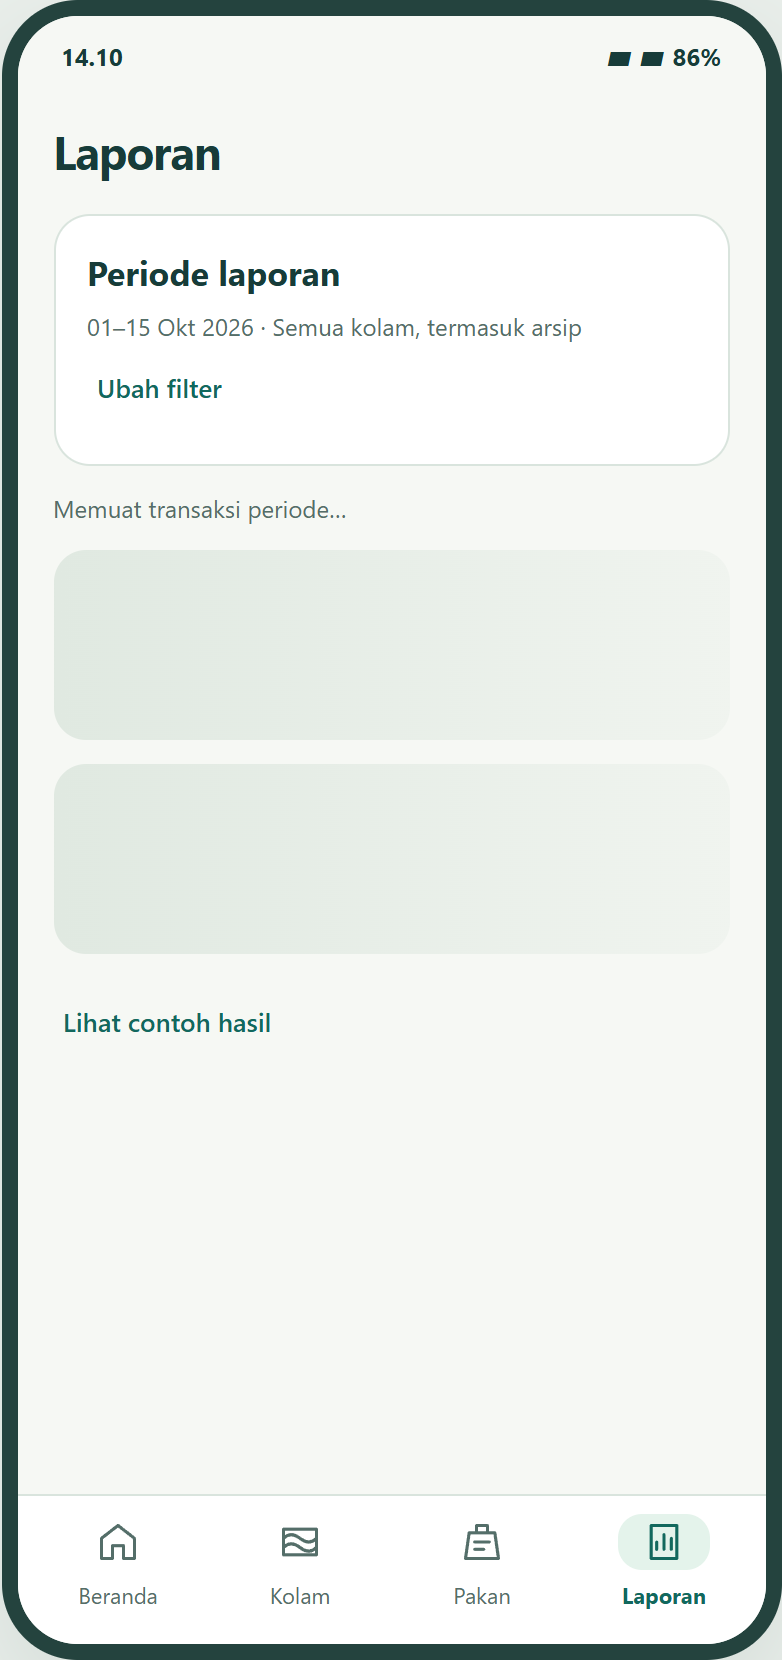 14.10
86%
Laporan
Periode laporan
01–15 Okt 2026 · Semua kolam, termasuk arsip
Ubah filter
Memuat transaksi periode...
Lihat contoh hasil
Beranda
Kolam
Pakan
Laporan